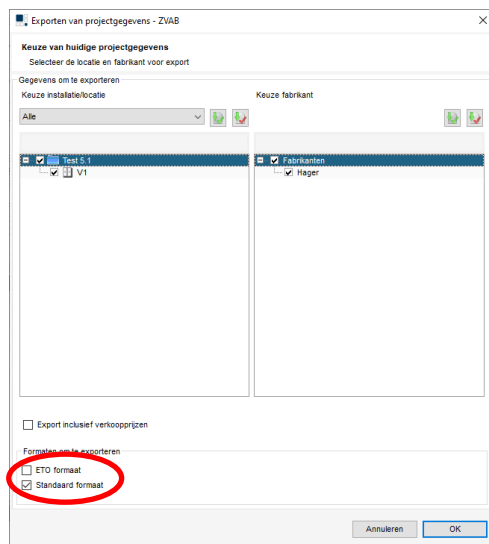 Exporten van projectgegevens - ZVAB
Keuze van huidige projectgegevens
Selecteer de locatie en fabrikant voor export
Gegevens om te exporteren
Keuze installatie/locatie
Keuze fabrikant
Alle
Test 5.1
V1
Fabrikanten
Hager
Export inclusief verkoopprijzen
Formaten om te exporteren
ETO formaat
Standaard formaat
Annuleren
OK